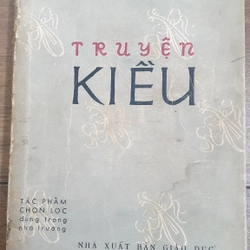 TRUYỆN
KIỀU
TÁC PHẨM
CHỌN LỌC
dùng trong
nhà trường
NHÀ XUẤT BẢN GIÁO DỤC